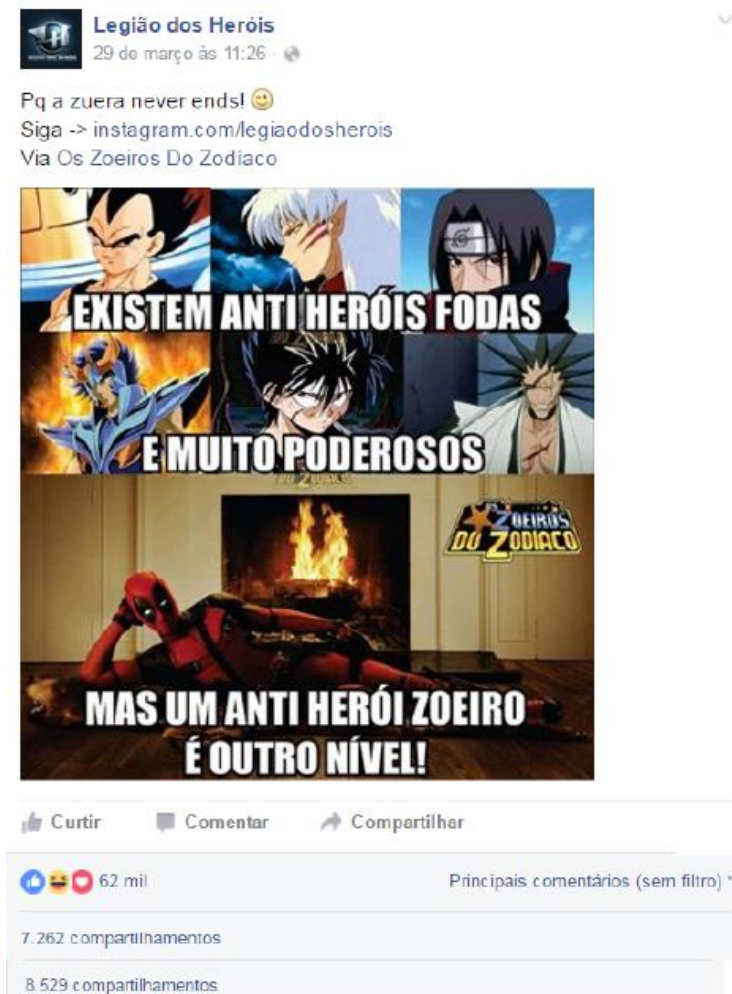 Legião dos Heróis
29 de março às 11:26 ·
Pq a zuera never ends!
Siga -> instagram.com/legiaodosherois
Via Os Zoeiros Do Zodíaco
EXISTEM ANTI HERÓIS FODAS
E MUITO PODEROSOS
OS
ZOEIROS
DO ZODÍACO
MAS UM ANTI HERÓI ZOEIRO
É OUTRO NÍVEL!
Curtir Comentar Compartilhar
62 mil Principais comentários (sem filtro)
7.262 compartilhamentos
8.529 compartilhamentos